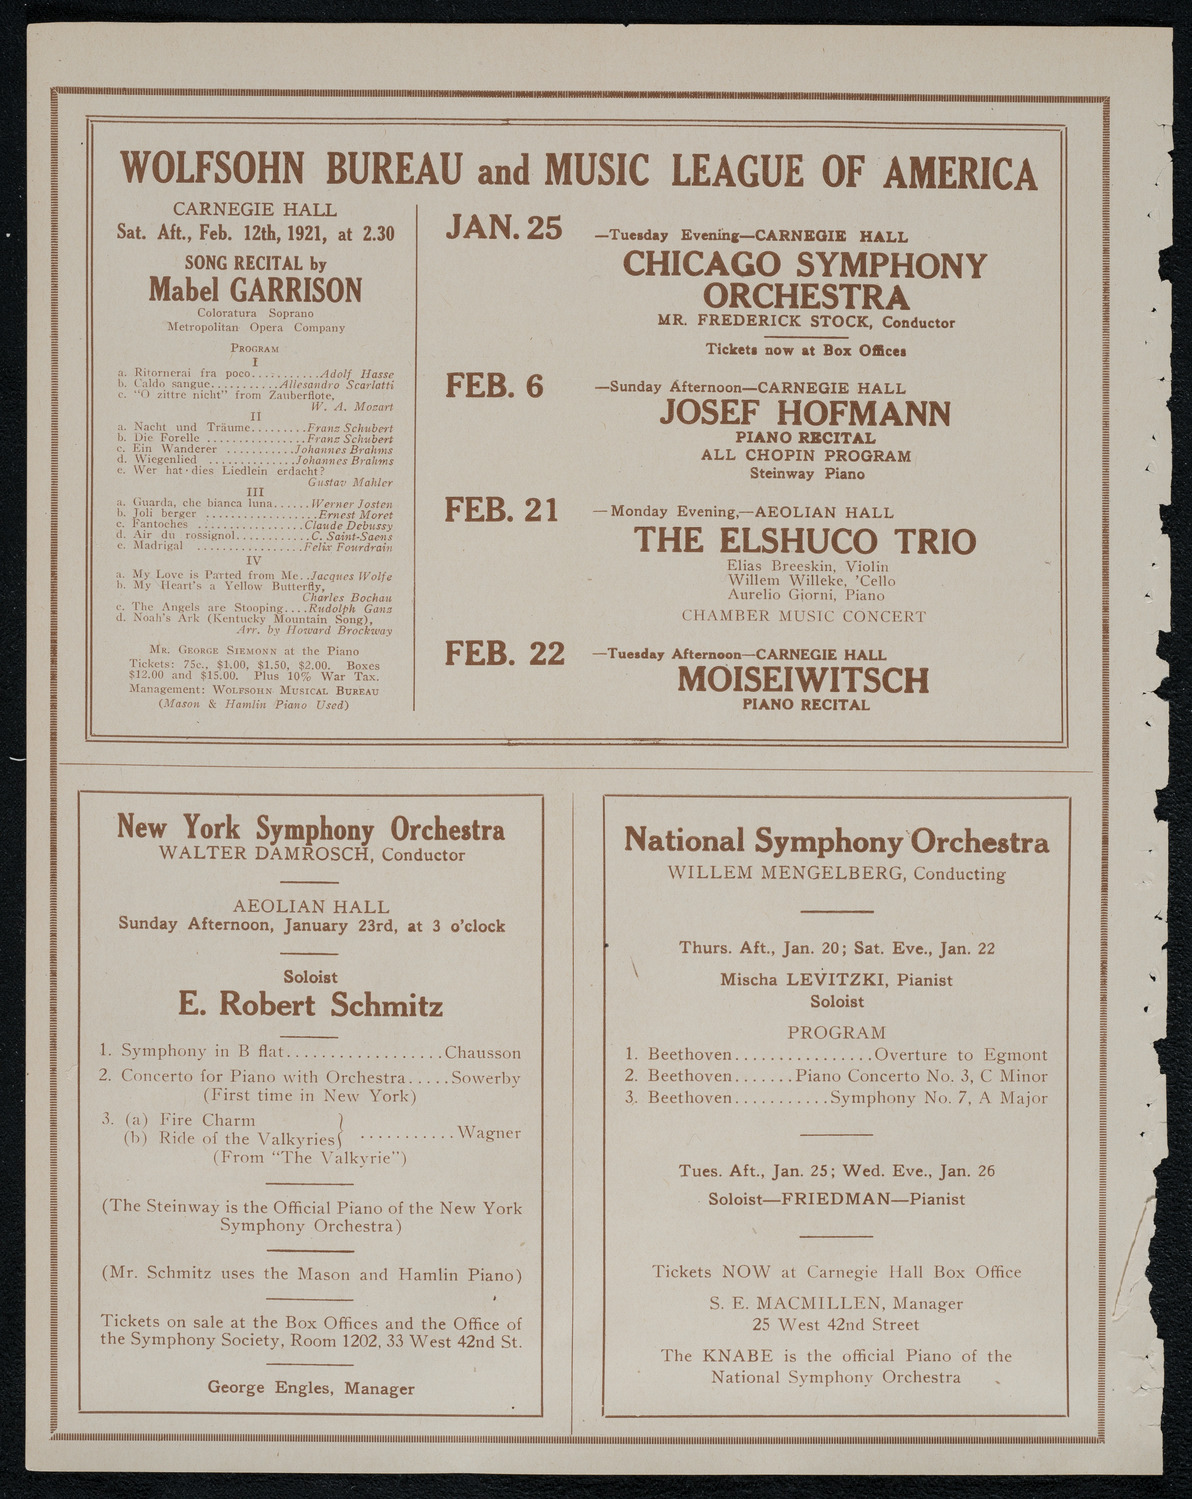 WOLFSOHN BUREAU and MUSIC LEAGUE OF AMERICA
CARNEGIE HALL
Sat. Aft., Feb. 12th, 1921, at 2.30
SONG RECITAL by
Mabel GARRISON
Coloratura Soprano
Metropolitan Opera Company
PROGRAM
I
a. Ritornerai fra poco...........Adolf Hasse
b. Caldo sangue..........Allesandro Scarlatti
c. "O zittre nicht" from Zauberflote,
W. A. Mozart
II
a. Nacht und Träume........Franz Schubert
b. Die Forelle ...............Franz Schubert
c. Ein Wanderer ..........Johannes Brahms
d. Wiegenlied .............Johannes Brahms
e. Wer hat dies Liedlein erdacht?
Gustav Mahler
III
a. Guarda, che bianca luna......Werner Josten
b. Joli berger ...................Ernest Moret
c. Fantoches ................Claude Debussy
d. Air du rossignol...........C. Saint-Saens
e. Madrigal ................Felix Fourdrain
IV
a. My Love is Parted from Me..Jacques Wolfe
b. My Heart's a Yellow Butterfly,
Charles Bochau
c. The Angels are Stooping....Rudolph Ganz
d. Noah's Ark (Kentucky Mountain Song),
Arr. by Howard Brockway
MR. GEORGE SIEMONN at the Piano
Tickets: 75c., $1.00, $1.50, $2.00. Boxes
$12.00 and $15.00. Plus 10% War Tax.
Management: WOLFSOHN MUSICAL BUREAU
(Mason & Hamlin Piano Used)
JAN. 25 —Tuesday Evening—CARNEGIE HALL
CHICAGO SYMPHONY
ORCHESTRA
MR. FREDERICK STOCK, Conductor
Tickets now at Box Offices
FEB. 6 —Sunday Afternoon—CARNEGIE HALL
JOSEF HOFMANN
PIANO RECITAL
ALL CHOPIN PROGRAM
Steinway Piano
FEB. 21 —Monday Evening,—AEOLIAN HALL
THE ELSHUCO TRIO
Elias Breeskin, Violin
Willem Willeke, 'Cello
Aurelio Giorni, Piano
CHAMBER MUSIC CONCERT
FEB. 22 —Tuesday Afternoon—CARNEGIE HALL
MOISEIWITSCH
PIANO RECITAL
New York Symphony Orchestra
WALTER DAMROSCH, Conductor
AEOLIAN HALL
Sunday Afternoon, January 23rd, at 3 o'clock
Soloist
E. Robert Schmitz
1. Symphony in B flat.................Chausson
2. Concerto for Piano with Orchestra.....Sowerby
(First time in New York)
3. (a) Fire Charm
(b) Ride of the Valkyries} ...........Wagner
(From "The Valkyrie")
(The Steinway is the Official Piano of the New York
Symphony Orchestra)
(Mr. Schmitz uses the Mason and Hamlin Piano)
Tickets on sale at the Box Offices and the Office of
the Symphony Society, Room 1202, 33 West 42nd St.
George Engles, Manager
National Symphony Orchestra
WILLEM MENGELBERG, Conducting
Thurs. Aft., Jan. 20; Sat. Eve., Jan. 22
Mischa LEVITZKI, Pianist
Soloist
PROGRAM
1. Beethoven...............Overture to Egmont
2. Beethoven.......Piano Concerto No. 3, C Minor
3. Beethoven...........Symphony No. 7, A Major
Tues. Aft., Jan. 25; Wed. Eve., Jan. 26
Soloist—FRIEDMAN—Pianist
Tickets NOW at Carnegie Hall Box Office
S. E. MACMILLEN, Manager
25 West 42nd Street
The KNABE is the official Piano of the
National Symphony Orchestra